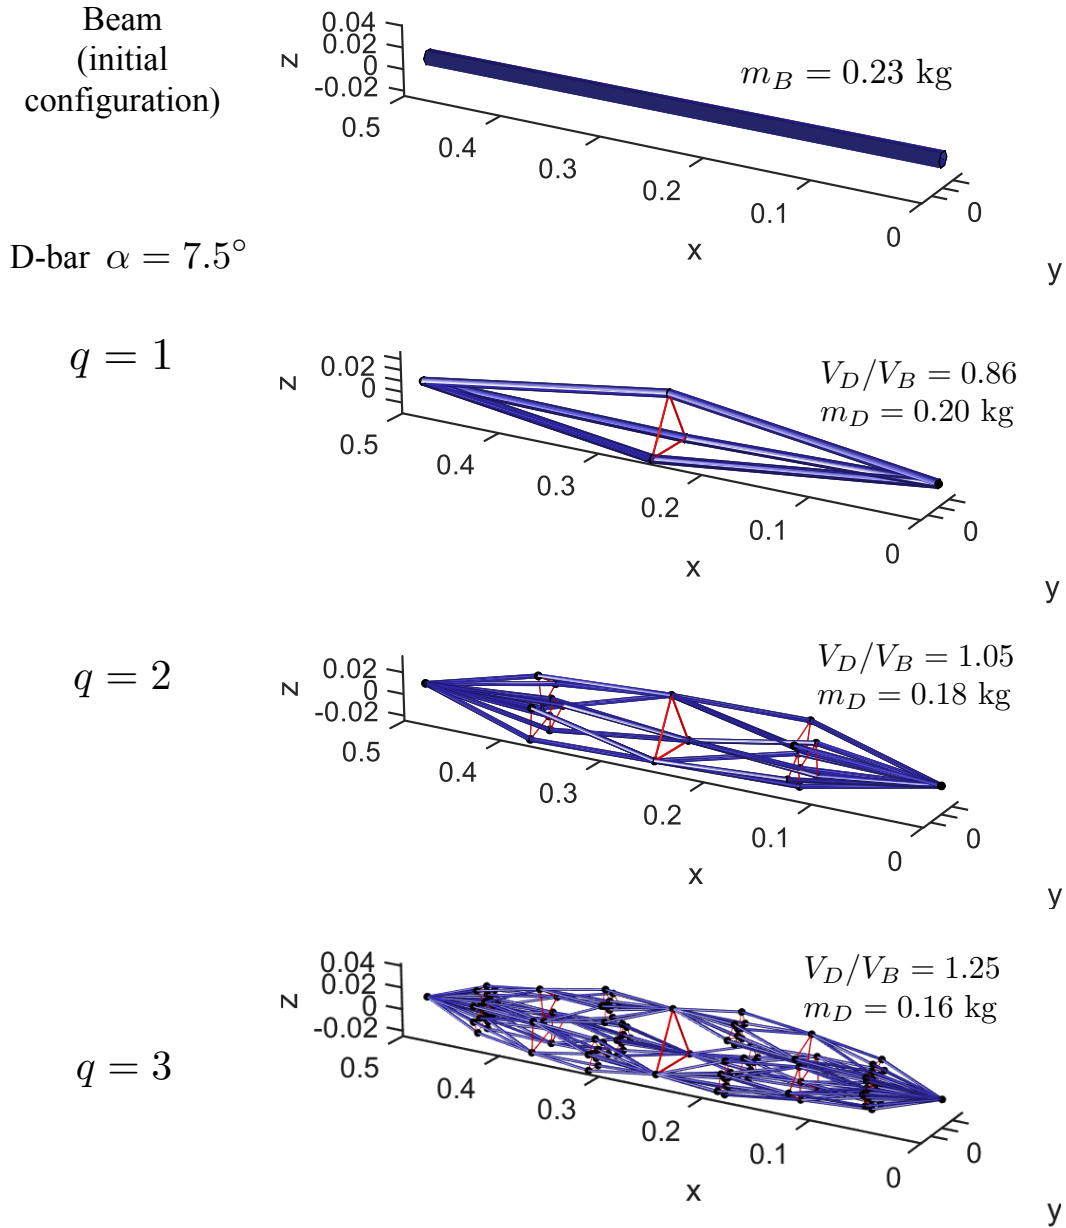 Beam
(initial
configuration)
0.04
0.02
0
-0.02
z
m_B = 0.23 kg
0.5
0.4
0.3
0.2
0.1
0
0
x
y
D-bar α = 7.5°
q = 1
0.02
0
z
V_D/V_B = 0.86
m_D = 0.20 kg
0.5
0.4
0.3
0.2
0.1
0
0
x
y
q = 2
0.02
0
-0.02
z
V_D/V_B = 1.05
m_D = 0.18 kg
0.5
0.4
0.3
0.2
0.1
0
0
x
y
q = 3
0.04
0.02
0
-0.02
z
V_D/V_B = 1.25
m_D = 0.16 kg
0.5
0.4
0.3
0.2
0.1
0
0
x
y